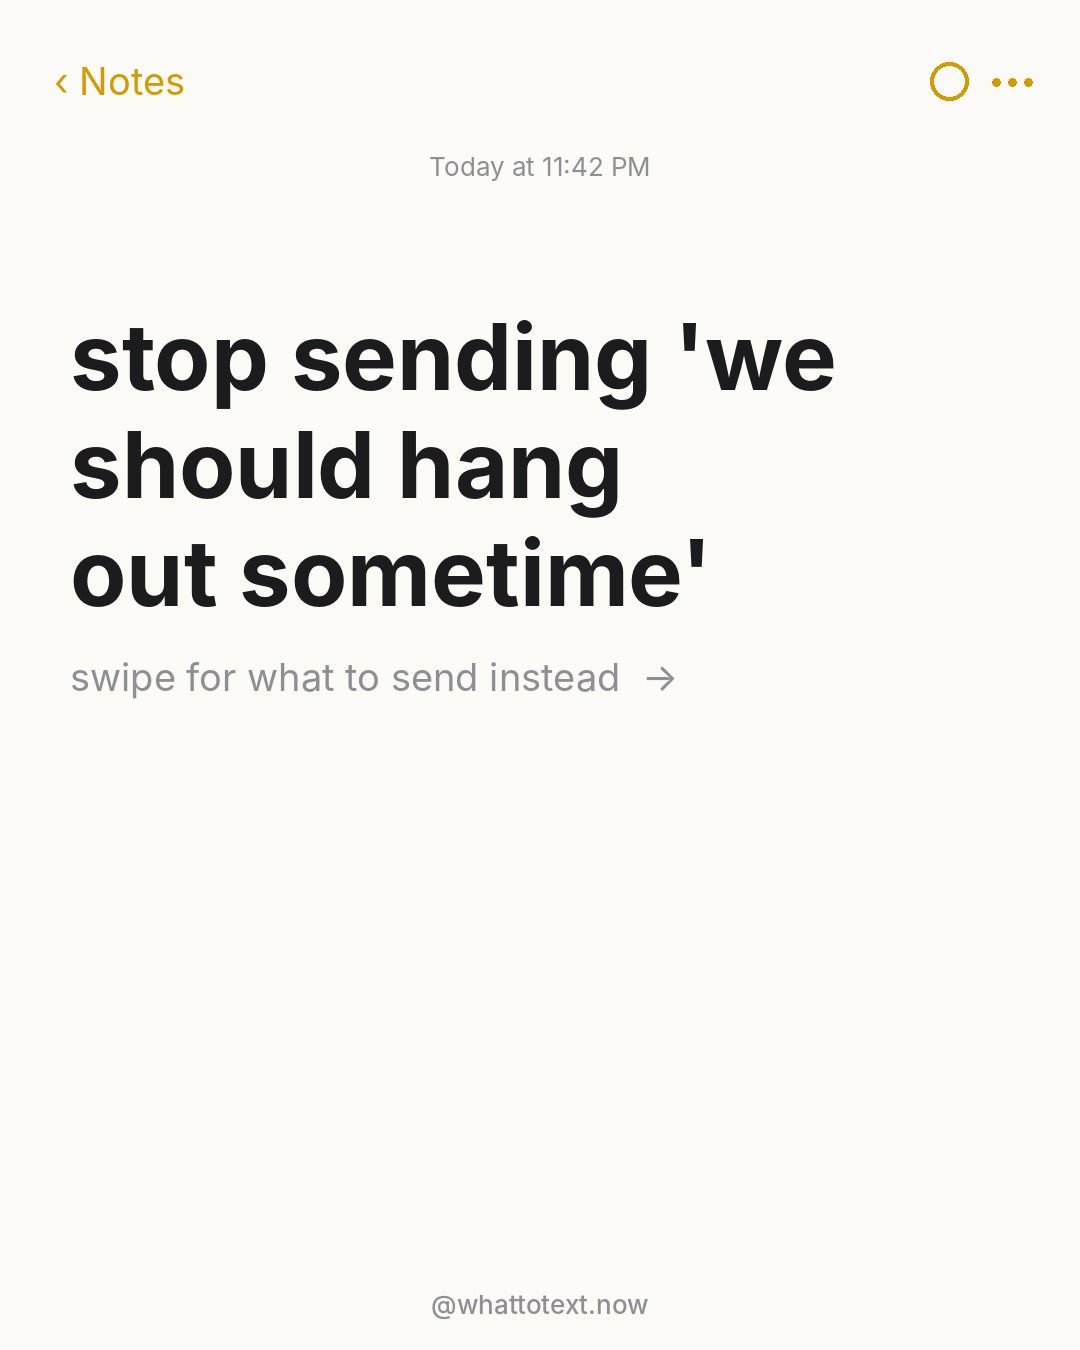 ‹ Notes
Today at 11:42 PM
stop sending 'we
should hang
out sometime'
swipe for what to send instead →
@whattotext.now